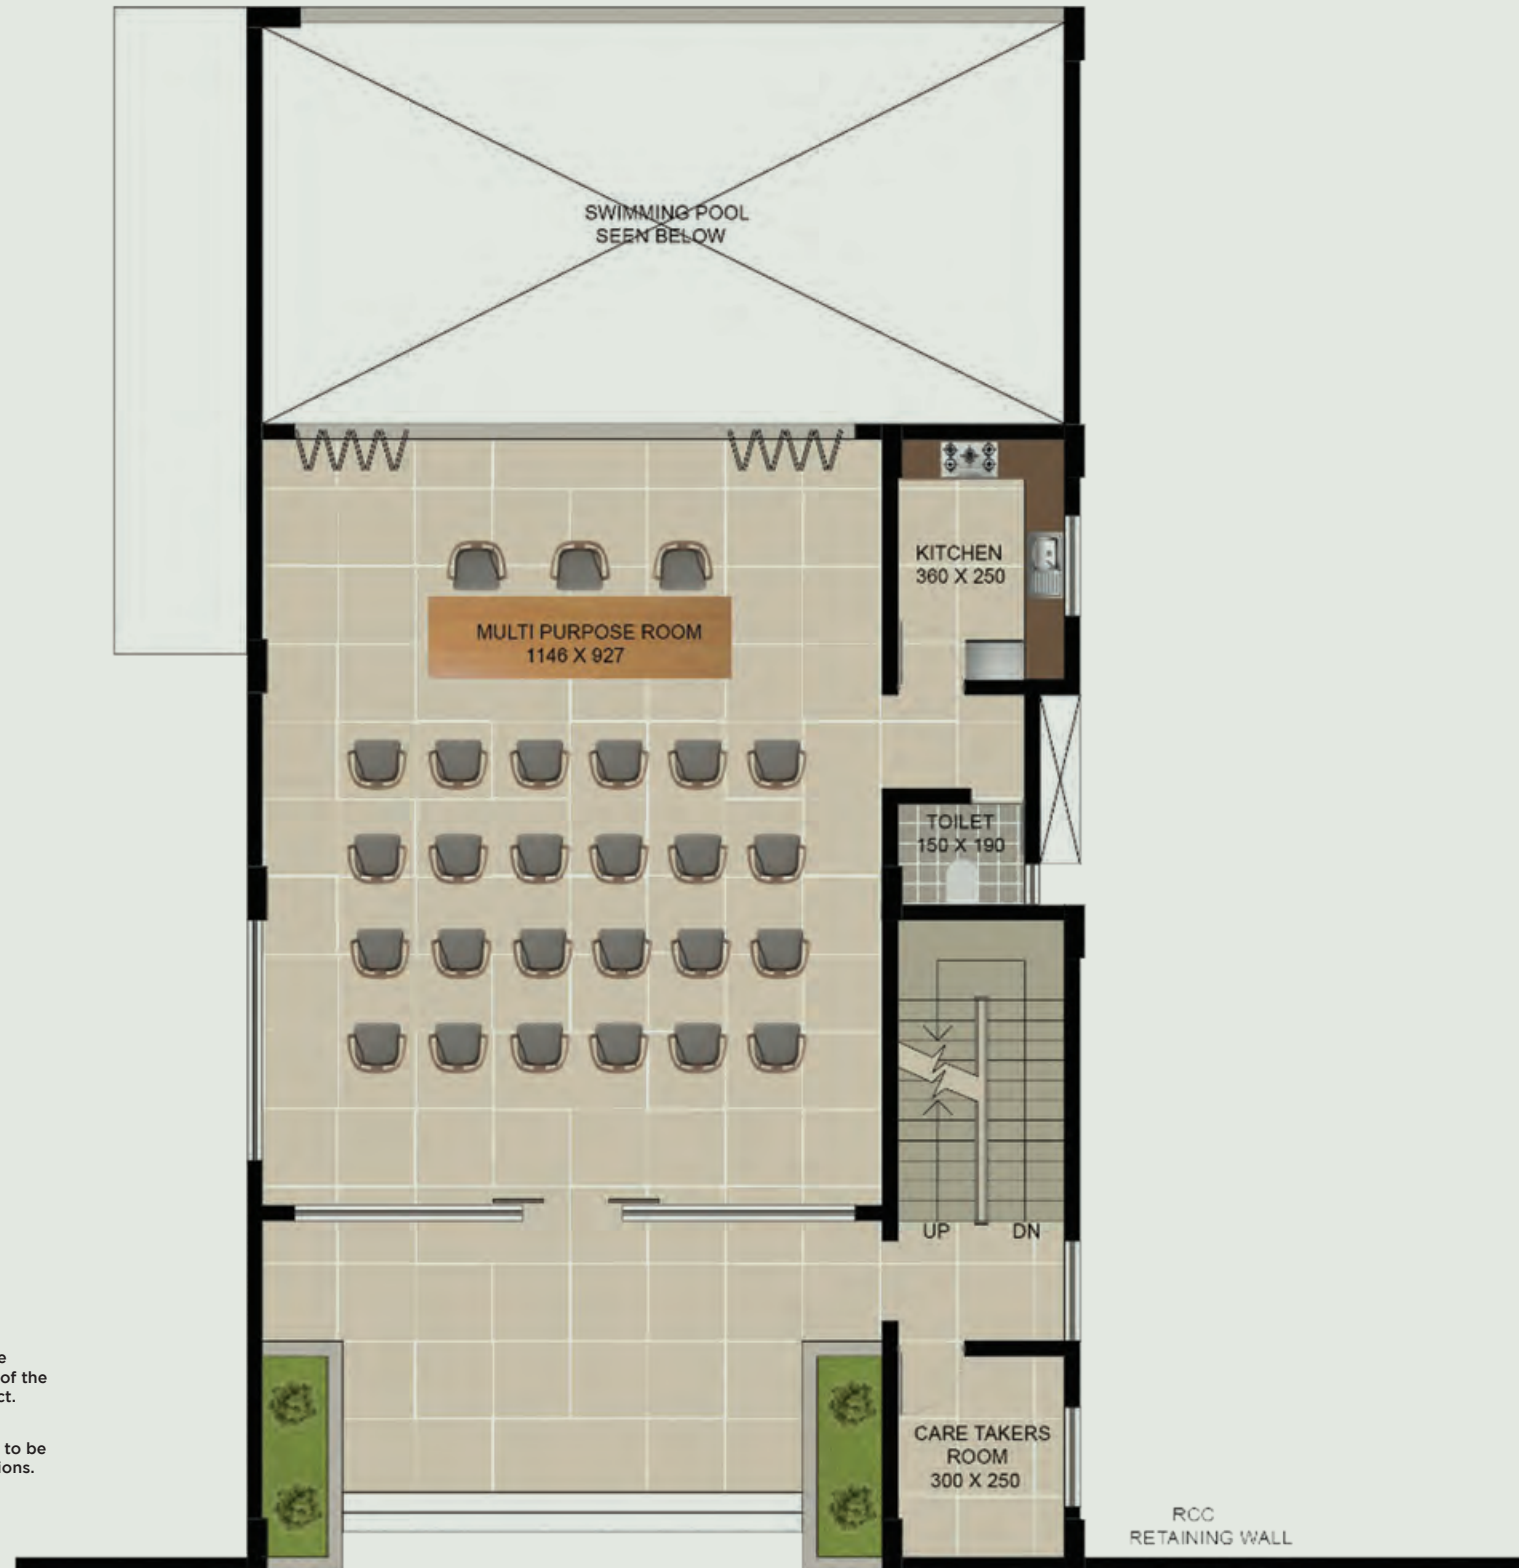 SWIMMING POOL
SEEN BELOW
KITCHEN
360 X 250
MULTI PURPOSE ROOM
1146 X 927
TOILET
150 X 190
UP DN
e
of the
ct.
to be
ions.
CARE TAKERS
ROOM
300 X 250
RCC
RETAINING WALL